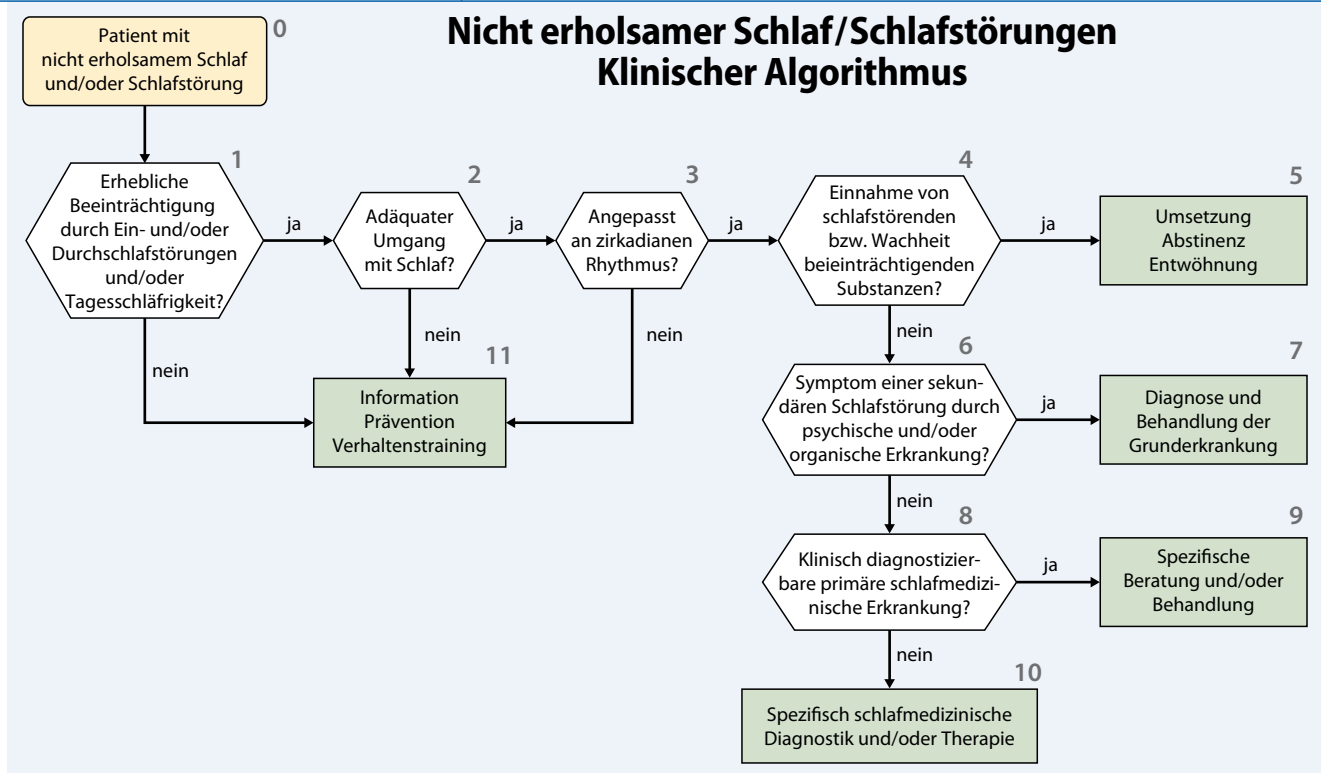 Nicht erholsamer Schlaf/Schlafstörungen
Klinischer Algorithmus
0
Patient mit
nicht erholsamem Schlaf
und/oder Schlafstörung
1
Erhebliche
Beeinträchtigung
durch Ein- und/oder
Durchschlafstörungen
und/oder
Tagesschläfrigkeit?
ja
nein
2
Adäquater
Umgang
mit Schlaf?
ja
nein
3
Angepasst
an zirkadianen
Rhythmus?
ja
nein
4
Einnahme von
schlafstörenden
bzw. Wachheit
beieinträchtigenden
Substanzen?
ja
nein
5
Umsetzung
Abstinenz
Entwöhnung
6
Symptom einer sekun-
dären Schlafstörung durch
psychische und/oder
organische Erkrankung?
ja
nein
7
Diagnose und
Behandlung der
Grunderkrankung
8
Klinisch diagnostizier-
bare primäre schlafmedizi-
nische Erkrankung?
ja
nein
9
Spezifische
Beratung und/oder
Behandlung
10
Spezifisch schlafmedizinische
Diagnostik und/oder Therapie
11
Information
Prävention
Verhaltenstraining